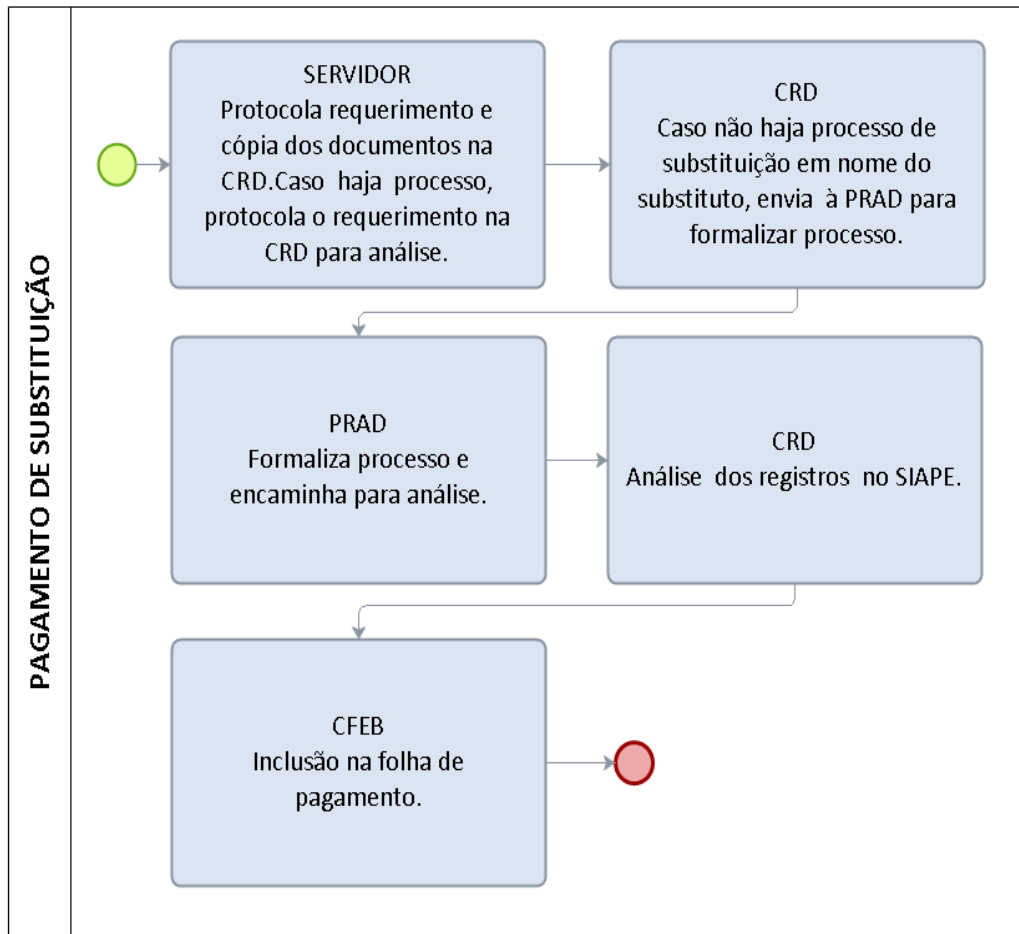 PAGAMENTO DE SUBSTITUIÇÃO
SERVIDOR
Protocola requerimento e
cópia dos documentos na
CRD.Caso haja processo,
protocola o requerimento na
CRD para análise.
CRD
Caso não haja processo de
substituição em nome do
substituto, envia à PRAD para
formalizar processo.
PRAD
Formaliza processo e
encaminha para análise.
CRD
Análise dos registros no SIAPE.
CFEB
Inclusão na folha de
pagamento.